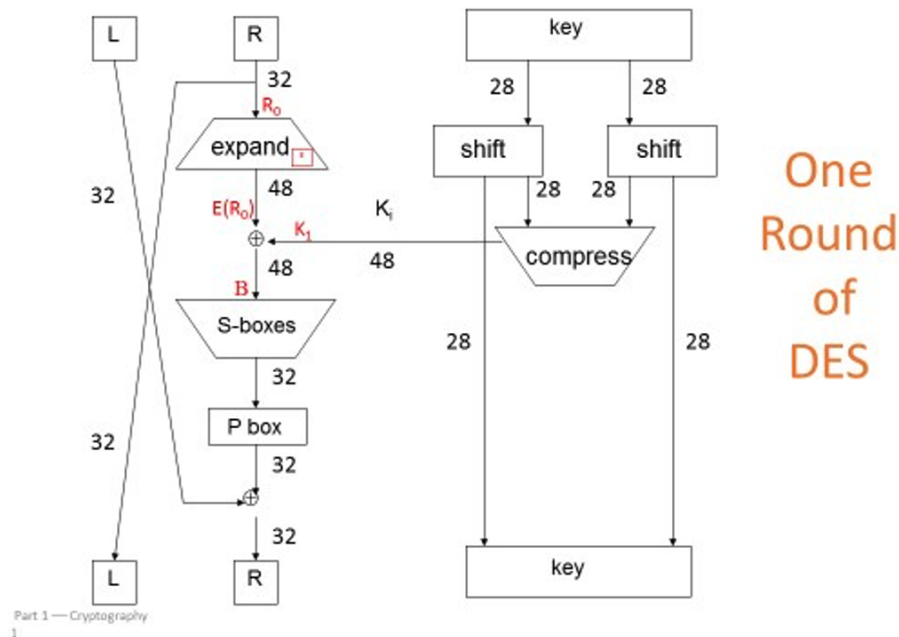 L
R
key
32
28
28
R₀
expand
shift
shift
48
28
28
32
E(R₀)
Kᵢ
K₁
compress
48
48
B
S-boxes
28
28
32
P box
32
32
32
L
R
key
One
Round
of
DES
Part 1 — Cryptography
1